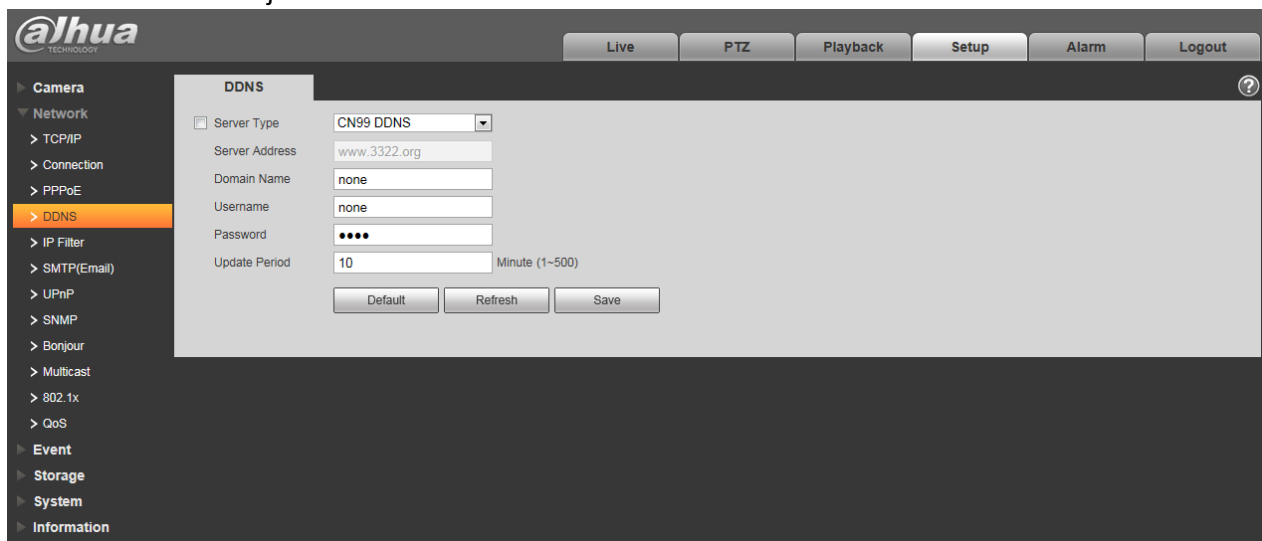 alhua
TECHNOLOGY
Live PTZ Playback Setup Alarm Logout
Camera
Network
> TCP/IP
> Connection
> PPPoE
> DDNS
> IP Filter
> SMTP(Email)
> UPnP
> SNMP
> Bonjour
> Multicast
> 802.1x
> QoS
Event
Storage
System
Information
DDNS ?
Server Type CN99 DDNS
Server Address www.3322.org
Domain Name none
Username none
Password ●●●●
Update Period 10 Minute (1~500)
Default Refresh Save